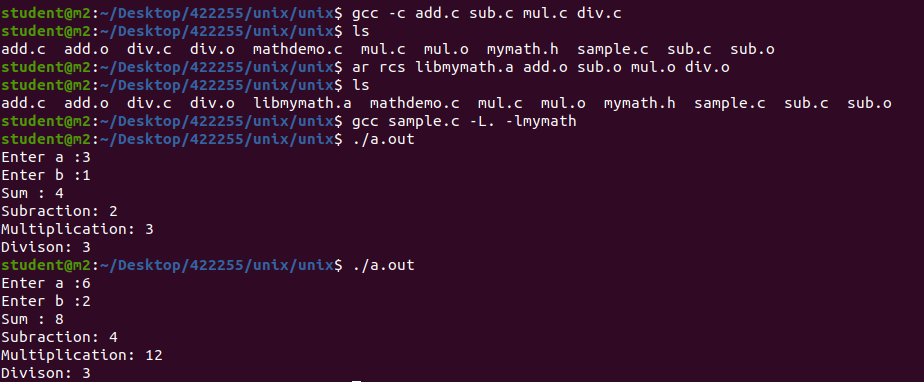 student@m2:~/Desktop/422255/unix/unix$ gcc -c add.c sub.c mul.c div.c
student@m2:~/Desktop/422255/unix/unix$ ls
add.c  add.o  div.c  div.o  mathdemo.c  mul.c  mul.o  mymath.h  sample.c  sub.c  sub.o
student@m2:~/Desktop/422255/unix/unix$ ar rcs libmymath.a add.o sub.o mul.o div.o
student@m2:~/Desktop/422255/unix/unix$ ls
add.c  add.o  div.c  div.o  libmymath.a  mathdemo.c  mul.c  mul.o  mymath.h  sample.c  sub.c  sub.o
student@m2:~/Desktop/422255/unix/unix$ gcc sample.c -L. -lmymath
student@m2:~/Desktop/422255/unix/unix$ ./a.out
Enter a :3
Enter b :1
Sum : 4
Subraction: 2
Multiplication: 3
Divison: 3
student@m2:~/Desktop/422255/unix/unix$ ./a.out
Enter a :6
Enter b :2
Sum : 8
Subraction: 4
Multiplication: 12
Divison: 3